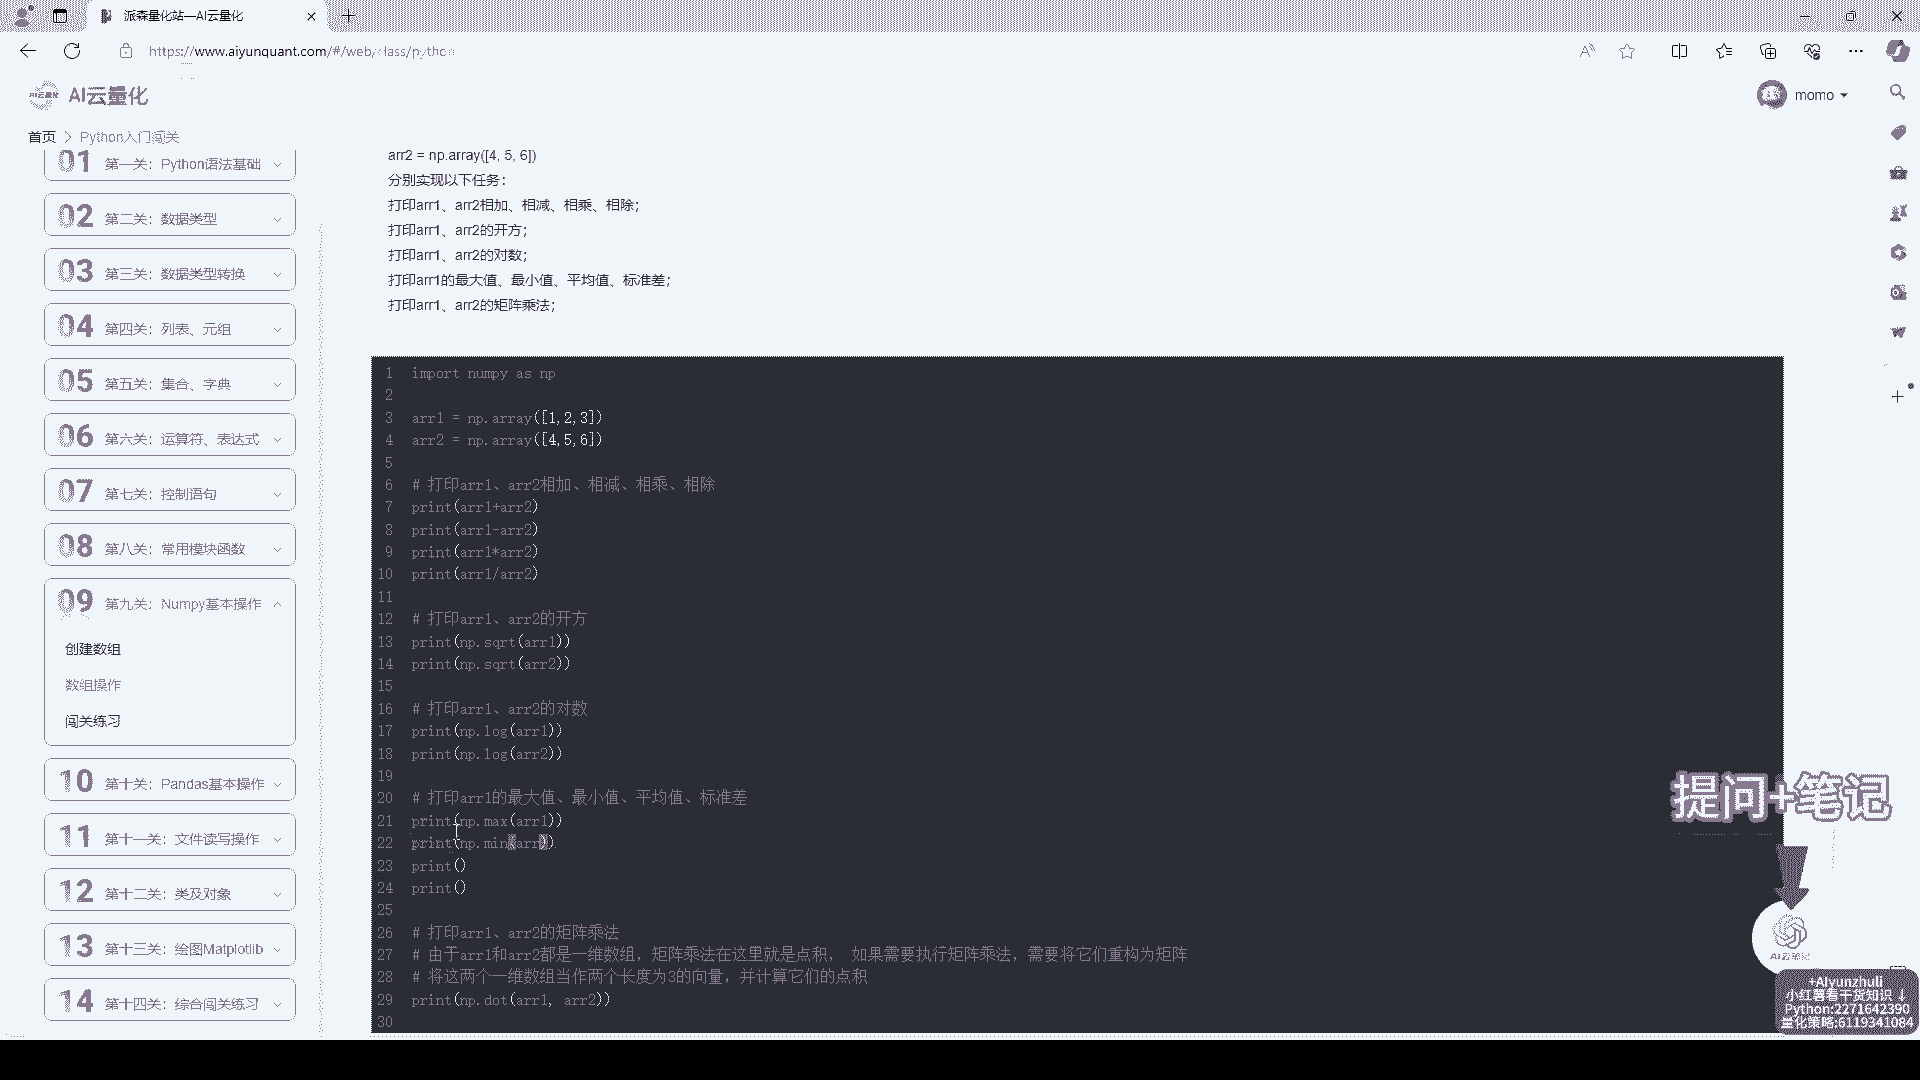 派森量化站—AI云量化
https://www.aiyunquant.com/#/web/class/python
AI云量化
momo
首页 > Python入门闯关
01 第一关：Python语法基础
02 第二关：数据类型
03 第三关：数据类型转换
04 第四关：列表、元组
05 第五关：集合、字典
06 第六关：运算符、表达式
07 第七关：控制语句
08 第八关：常用模块函数
09 第九关：Numpy基本操作
创建数组
数组操作
闯关练习
10 第十关：Pandas基本操作
11 第十一关：文件读写操作
12 第十二关：类及对象
13 第十三关：绘图Matplotlib
14 第十四关：综合闯关练习
arr2 = np.array([4, 5, 6])
分别实现以下任务：
打印arr1、arr2相加、相减、相乘、相除；
打印arr1、arr2的开方；
打印arr1、arr2的对数；
打印arr1的最大值、最小值、平均值、标准差；
打印arr1、arr2的矩阵乘法；
1 import numpy as np
2
3 arr1 = np.array([1,2,3])
4 arr2 = np.array([4,5,6])
5
6 # 打印arr1、arr2相加、相减、相乘、相除
7 print(arr1+arr2)
8 print(arr1-arr2)
9 print(arr1*arr2)
10 print(arr1/arr2)
11
12 # 打印arr1、arr2的开方
13 print(np.sqrt(arr1))
14 print(np.sqrt(arr2))
15
16 # 打印arr1、arr2的对数
17 print(np.log(arr1))
18 print(np.log(arr2))
19
20 # 打印arr1的最大值、最小值、平均值、标准差
21 print(np.max(arr1))
22 print(np.min(arr))
23 print()
24 print()
25
26 # 打印arr1、arr2的矩阵乘法
27 # 由于arr1和arr2都是一维数组，矩阵乘法在这里就是点积， 如果需要执行矩阵乘法，需要将它们重构为矩阵
28 # 将这两个一维数组当作两个长度为3的向量，并计算它们的点积
29 print(np.dot(arr1, arr2))
30
提问+笔记
+AIyunzhuli
小红薯看干货知识 ↓
Python:2271642390
量化策略:6119341084